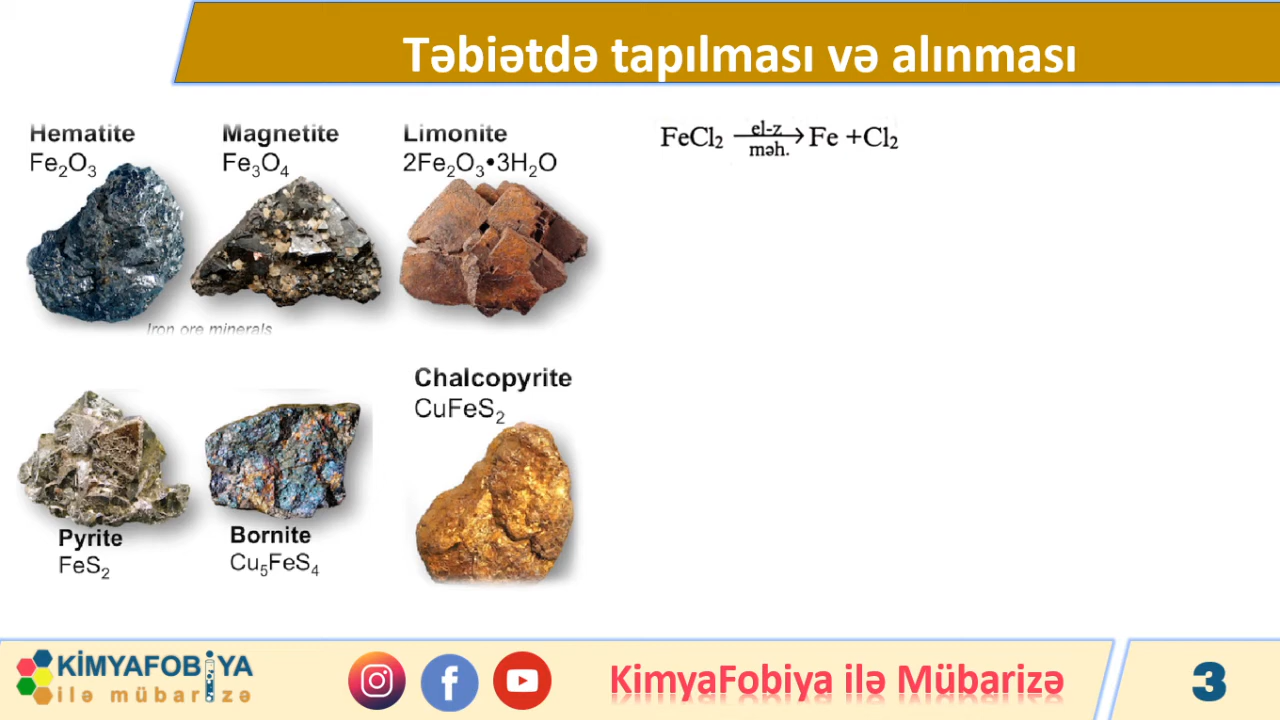 Təbiətdə tapılması və alınması
Hematite
Fe₂O₃
Magnetite
Fe₃O₄
Limonite
2Fe₂O₃•3H₂O
Iron ore minerals
FeCl₂ —el-z məh.→ Fe +Cl₂
Chalcopyrite
CuFeS₂
Pyrite
FeS₂
Bornite
Cu₅FeS₄
KİMYAFOBİYA
ilə mübarizə
KimyaFobiya ilə Mübarizə
3